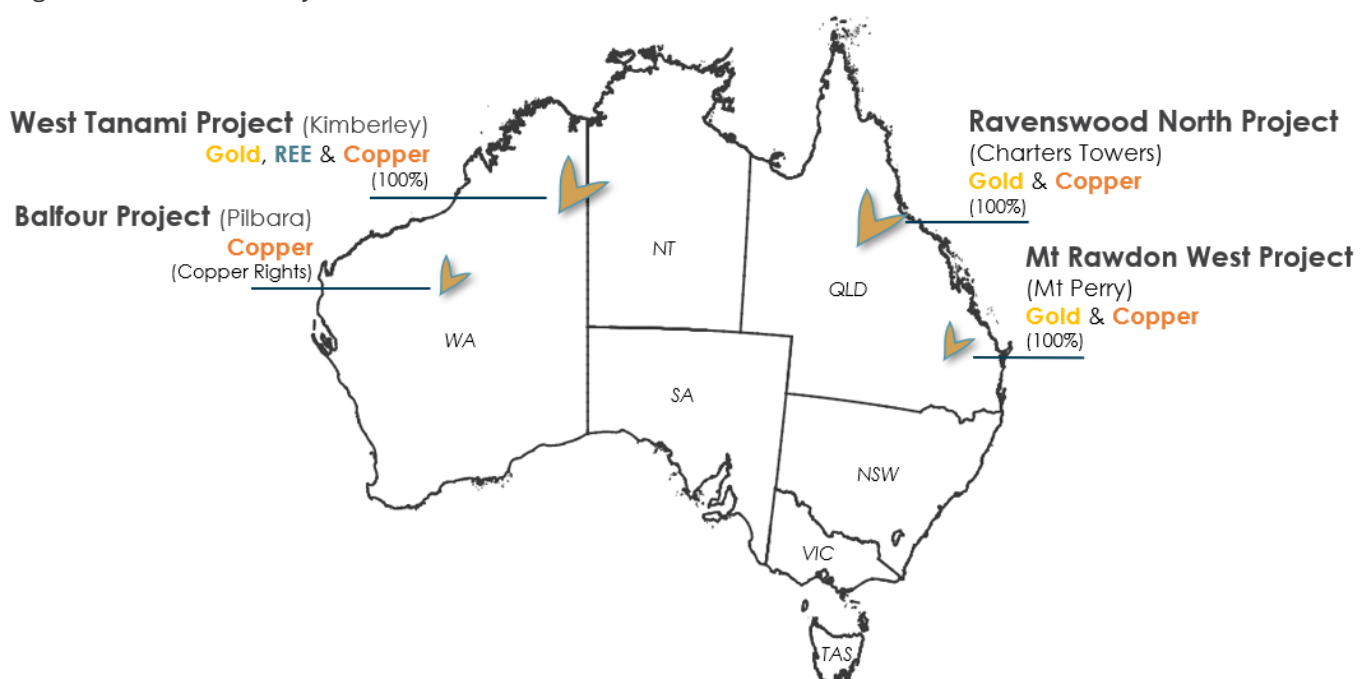 West Tanami Project (Kimberley)
Gold, REE & Copper
(100%)
Balfour Project (Pilbara)
Copper
(Copper Rights)
Ravenswood North Project
(Charters Towers)
Gold & Copper
(100%)
Mt Rawdon West Project
(Mt Perry)
Gold & Copper
(100%)
NT
QLD
WA
SA
NSW
VIC
TAS